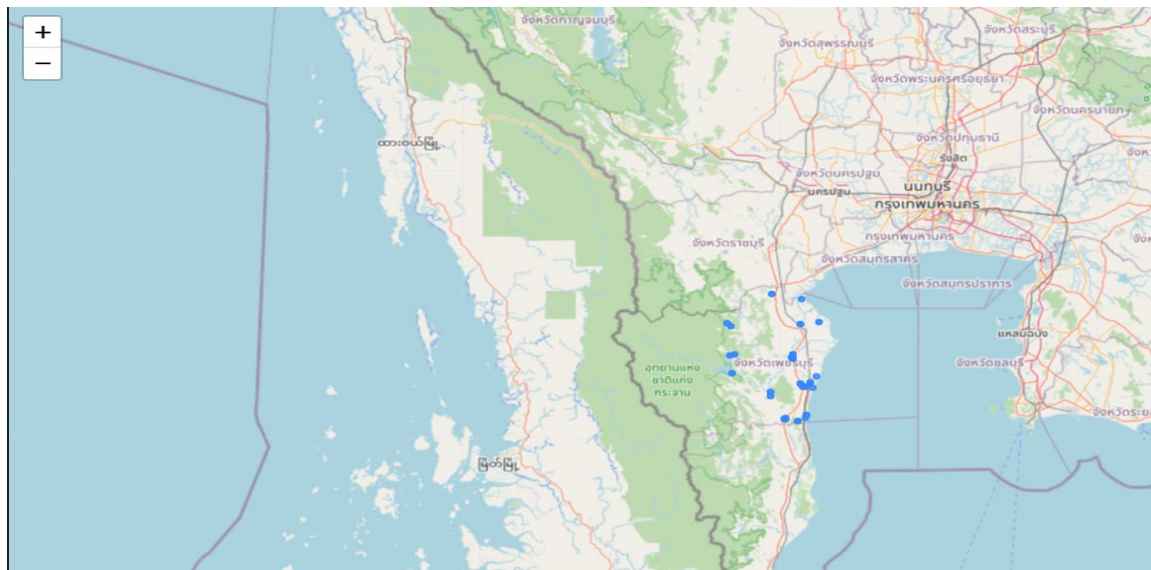 +
−
จังหวัดกาญจนบุรี
จังหวัดสุพรรณบุรี
จังหวัดสระบุรี
จังหวัดพระนครศรีอยุธยา
จังหวัดนครนายก
ထားဝယ်မြို့
จังหวัดปทุมธานี
รังสิต
จังหวัดนครปฐม
นครปฐม
นนทบุรี
กรุงเทพมหานคร
กรุงเทพมหานคร
จังหวัดราชบุรี
จังหวัดสมุทรสาคร
จังหวัดสมุทรปราการ
แหลมฉบัง
จังหวัดเพชรบุรี
จังหวัดชลบุรี
อุทยานแห่ง
ชาติแก่ง
กระจาน
จังหวัดระย
မြိတ်မြို့